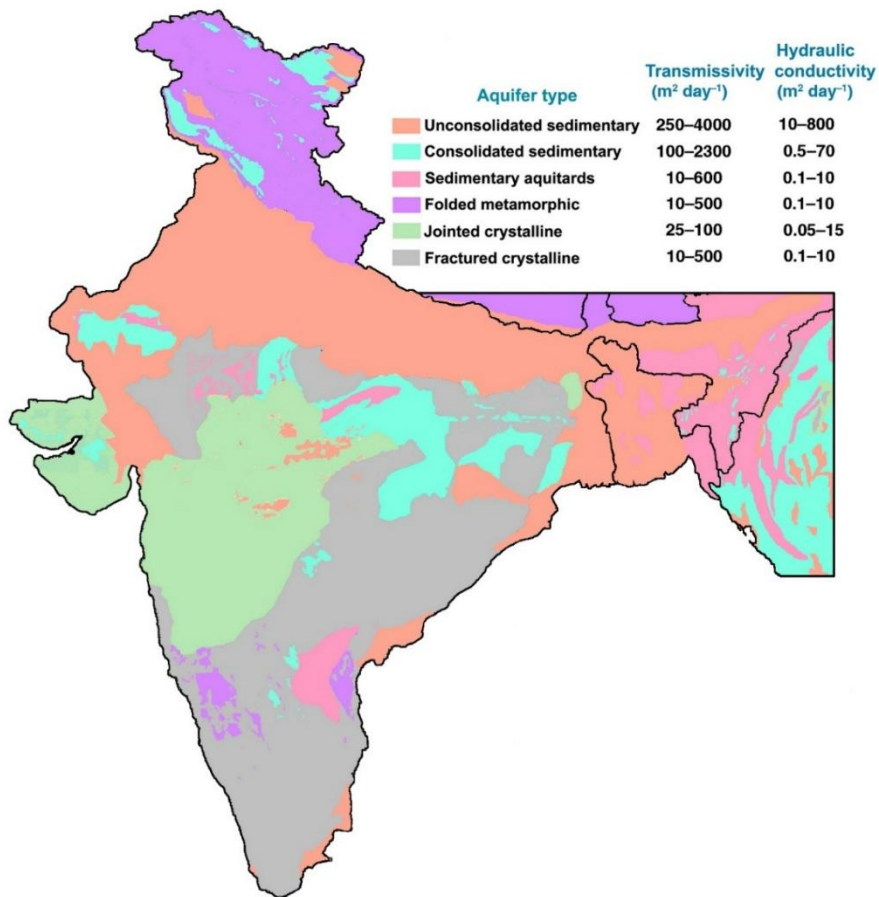 Aquifer type Transmissivity (m² day⁻¹) Hydraulic conductivity (m² day⁻¹)
Unconsolidated sedimentary 250–4000 10–800
Consolidated sedimentary 100–2300 0.5–70
Sedimentary aquitards 10–600 0.1–10
Folded metamorphic 10–500 0.1–10
Jointed crystalline 25–100 0.05–15
Fractured crystalline 10–500 0.1–10